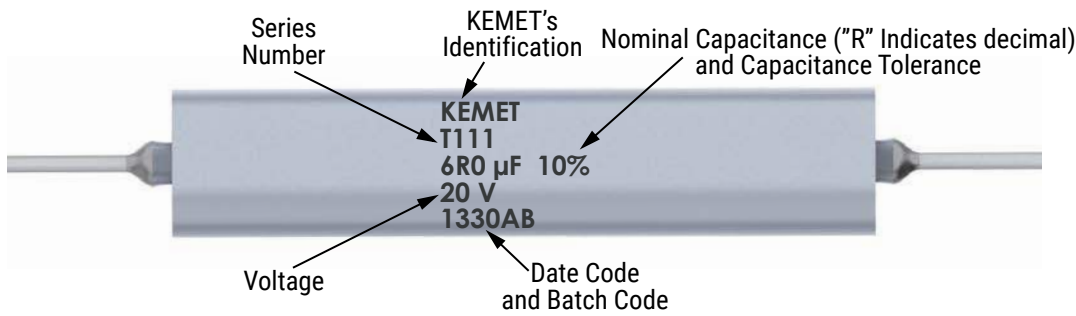 Series
Number
KEMET's
Identification
Nominal Capacitance (”R” Indicates decimal)
and Capacitance Tolerance
KEMET
T111
6R0 µF 10%
20 V
1330AB
Voltage
Date Code
and Batch Code